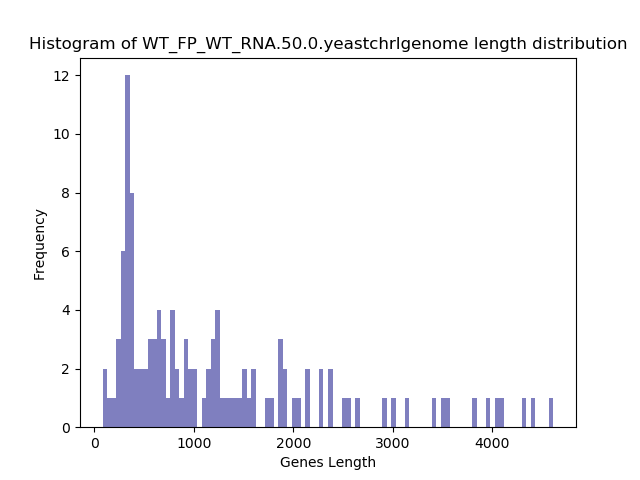 Histogram of WT_FP_WT_RNA.50.0.yeastchrIgenome length distribution
12
10
8
6
4
2
0
Frequency
0 1000 2000 3000 4000
Genes Length